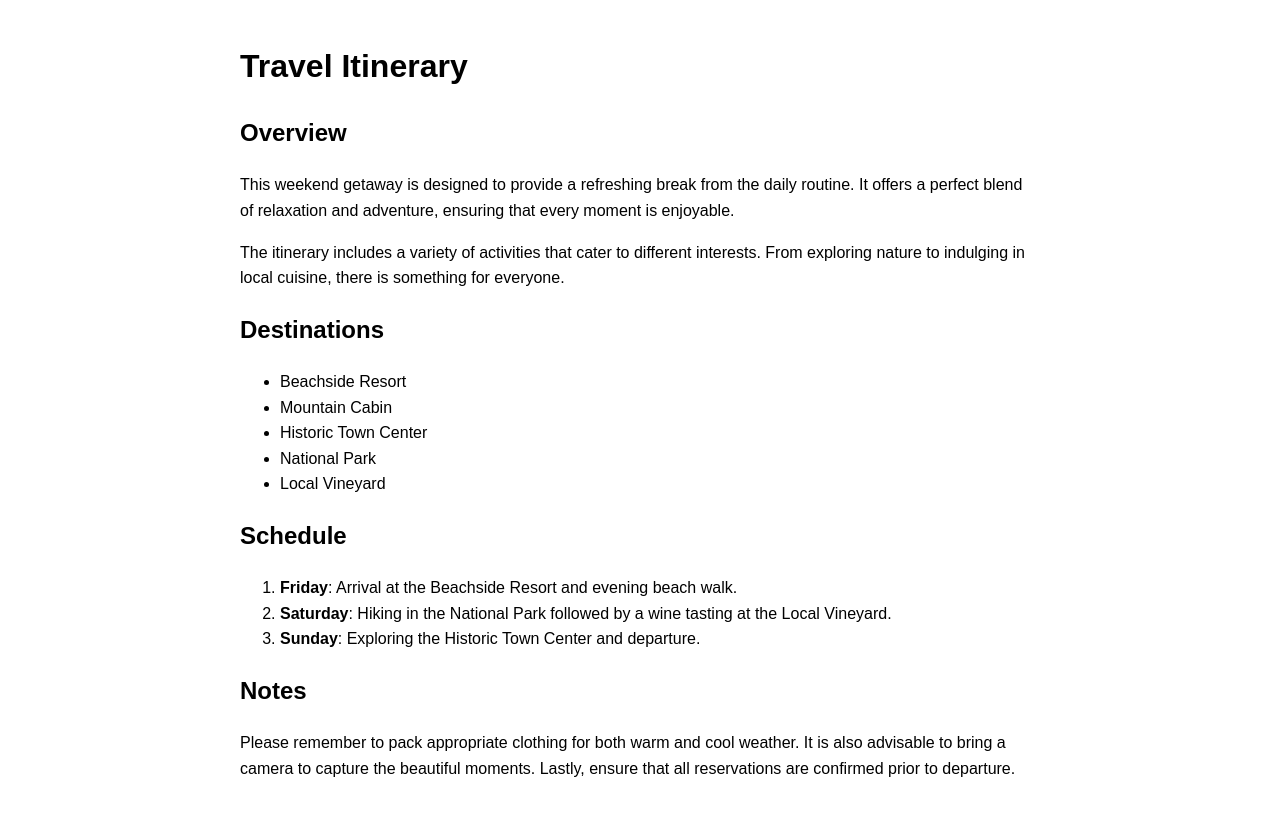 Travel Itinerary
Overview
This weekend getaway is designed to provide a refreshing break from the daily routine. It offers a perfect blend
of relaxation and adventure, ensuring that every moment is enjoyable.
The itinerary includes a variety of activities that cater to different interests. From exploring nature to indulging in
local cuisine, there is something for everyone.
Destinations
• Beachside Resort
• Mountain Cabin
• Historic Town Center
• National Park
• Local Vineyard
Schedule
1. Friday: Arrival at the Beachside Resort and evening beach walk.
2. Saturday: Hiking in the National Park followed by a wine tasting at the Local Vineyard.
3. Sunday: Exploring the Historic Town Center and departure.
Notes
Please remember to pack appropriate clothing for both warm and cool weather. It is also advisable to bring a
camera to capture the beautiful moments. Lastly, ensure that all reservations are confirmed prior to departure.